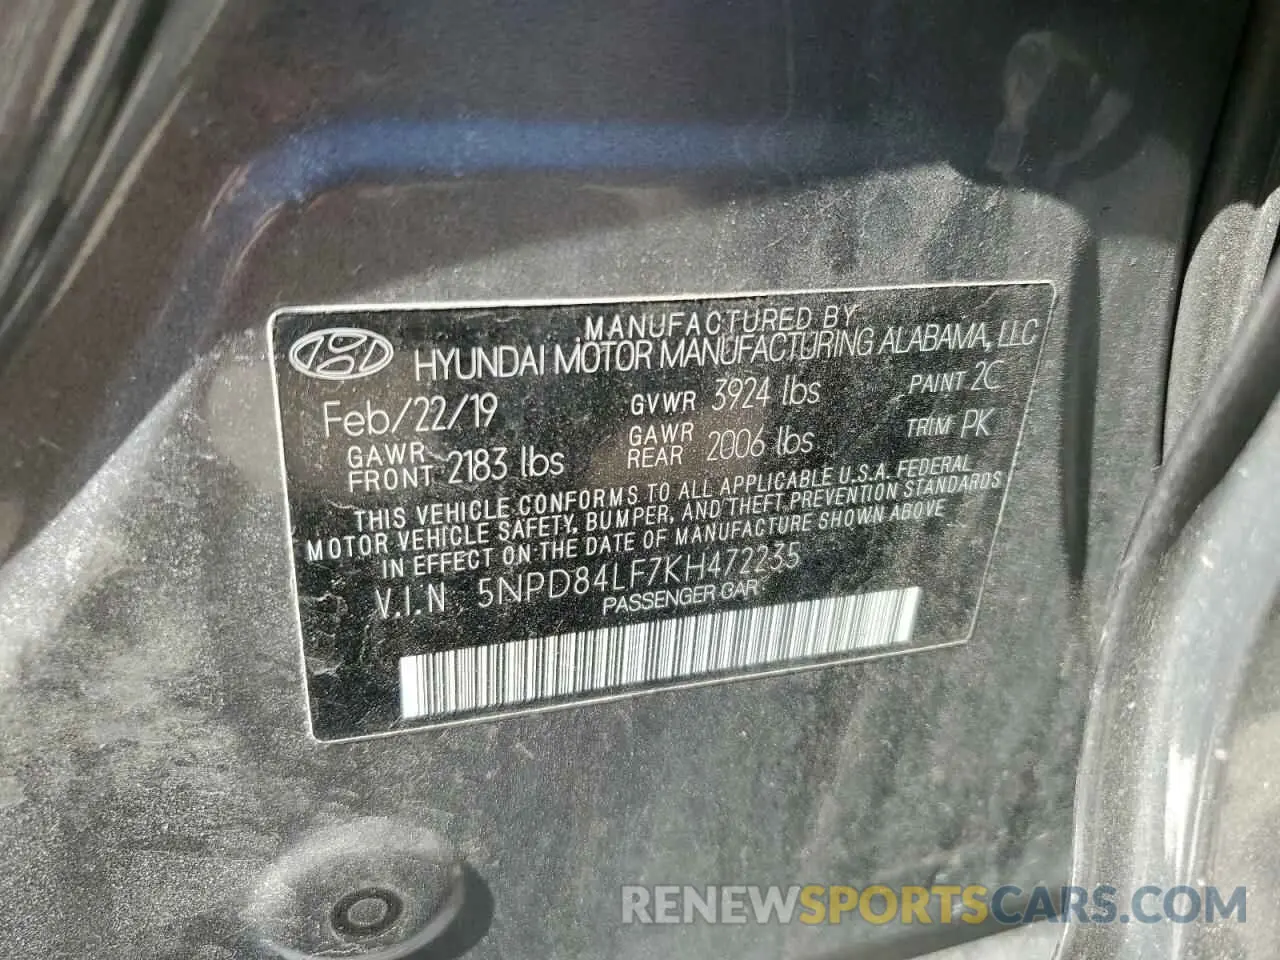 MANUFACTURED BY
HYUNDAI MOTOR MANUFACTURING ALABAMA, LLC
Feb/22/19 GVWR 3924 lbs PAINT 2C
GAWR FRONT 2183 lbs GAWR REAR 2006 lbs TRIM PK
THIS VEHICLE CONFORMS TO ALL APPLICABLE U.S.A. FEDERAL
MOTOR VEHICLE SAFETY, BUMPER, AND THEFT PREVENTION STANDARDS
IN EFFECT ON THE DATE OF MANUFACTURE SHOWN ABOVE
V.I.N 5NPD84LF7KH472235
PASSENGER CAR
RENEWSPORTSCARS.COM